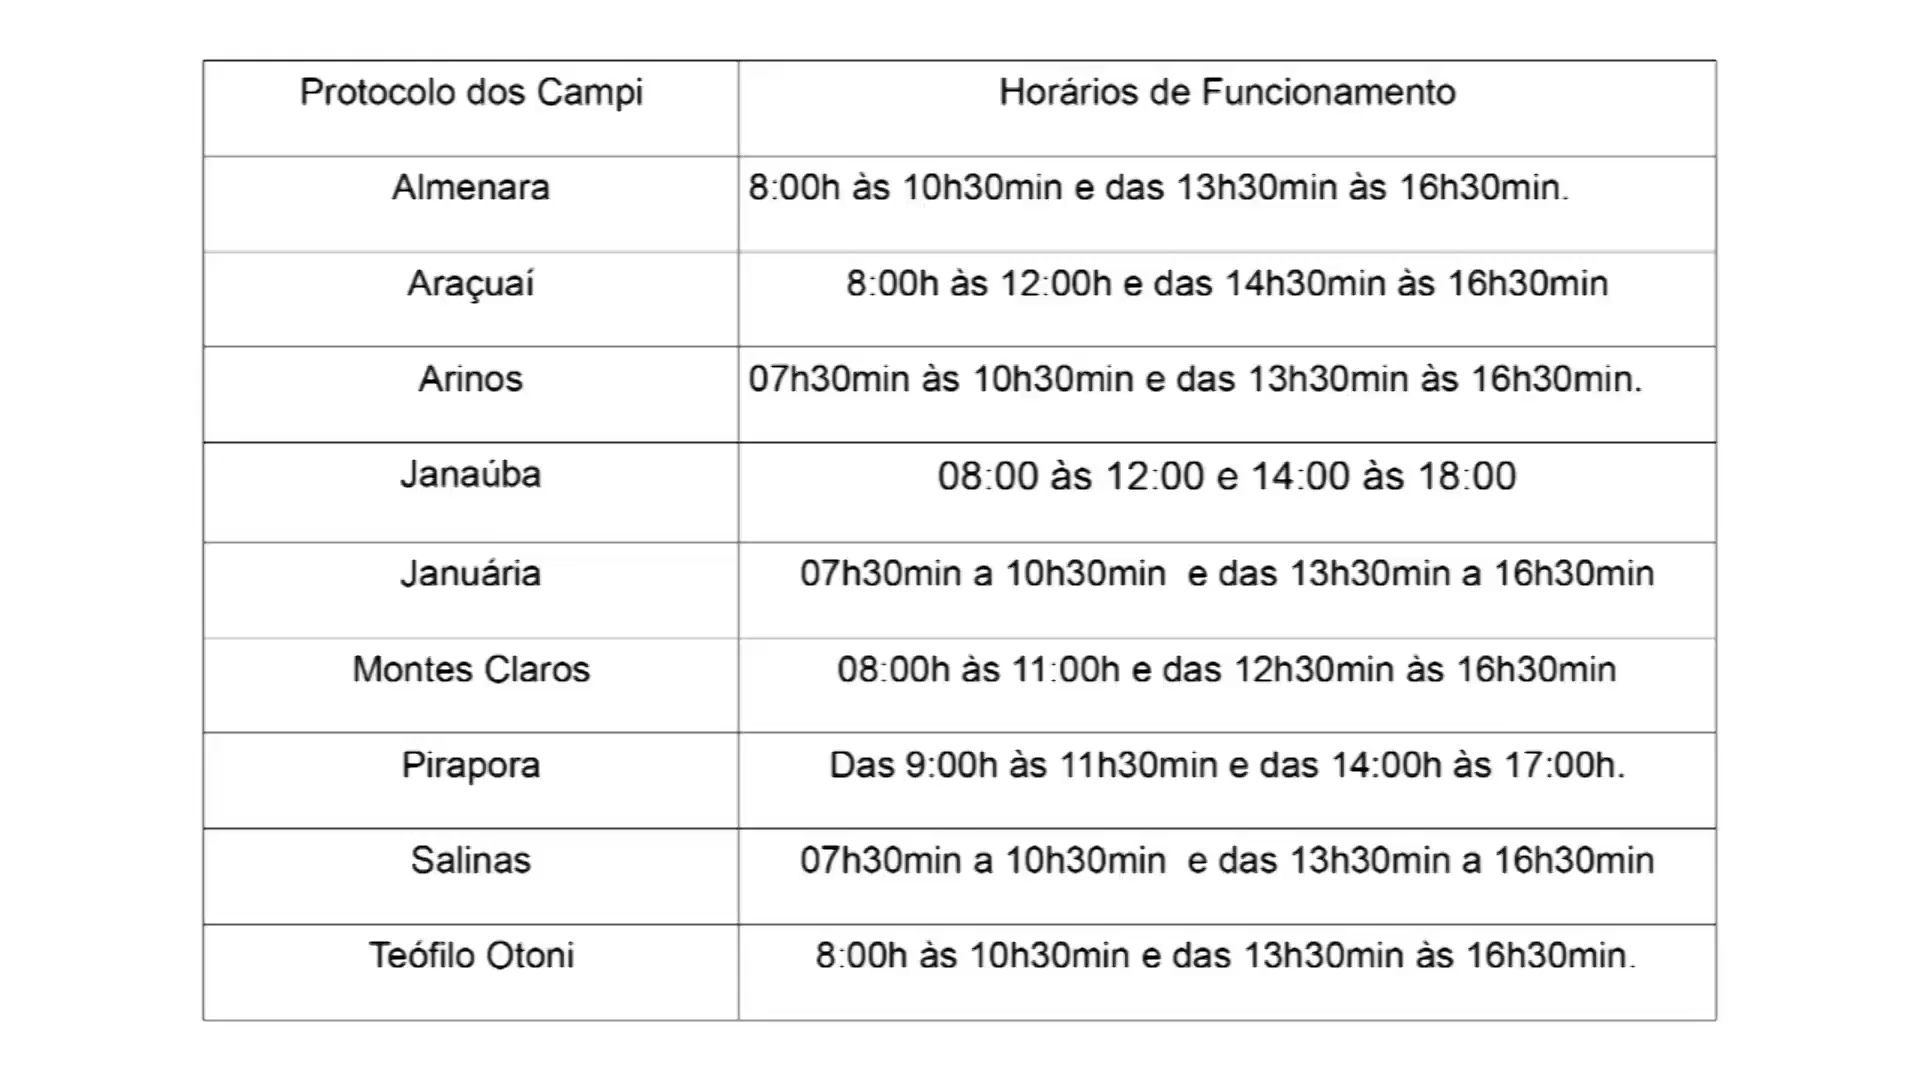 Protocolo dos Campi Horários de Funcionamento
Almenara 8:00h às 10h30min e das 13h30min às 16h30min.
Araçuaí 8:00h às 12:00h e das 14h30min às 16h30min
Arinos 07h30min às 10h30min e das 13h30min às 16h30min.
Janaúba 08:00 às 12:00 e 14:00 às 18:00
Januária 07h30min a 10h30min e das 13h30min a 16h30min
Montes Claros 08:00h às 11:00h e das 12h30min às 16h30min
Pirapora Das 9:00h às 11h30min e das 14:00h às 17:00h.
Salinas 07h30min a 10h30min e das 13h30min a 16h30min
Teófilo Otoni 8:00h às 10h30min e das 13h30min às 16h30min.